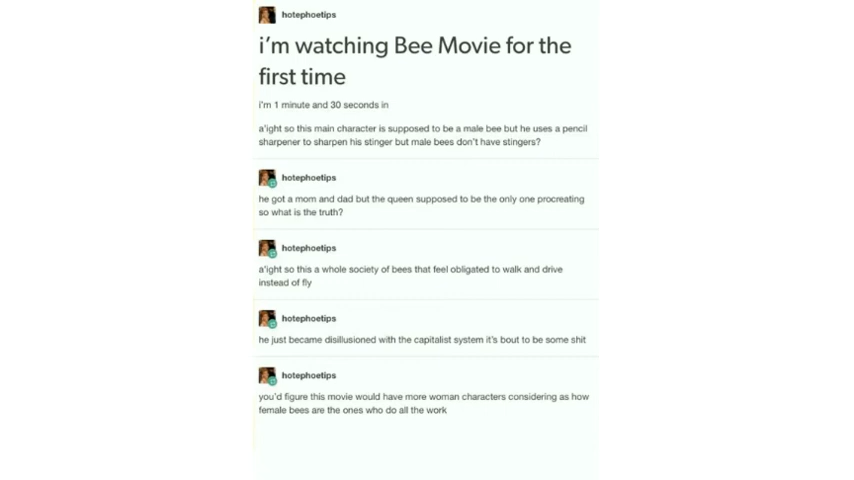 hotephoetips
i'm watching Bee Movie for the
first time
i'm 1 minute and 30 seconds in
a'ight so this main character is supposed to be a male bee but he uses a pencil
sharpener to sharpen his stinger but male bees don't have stingers?
hotephoetips
he got a mom and dad but the queen supposed to be the only one procreating
so what is the truth?
hotephoetips
a'ight so this a whole society of bees that feel obligated to walk and drive
instead of fly
hotephoetips
he just became disillusioned with the capitalist system it's bout to be some shit
hotephoetips
you'd figure this movie would have more woman characters considering as how
female bees are the ones who do all the work